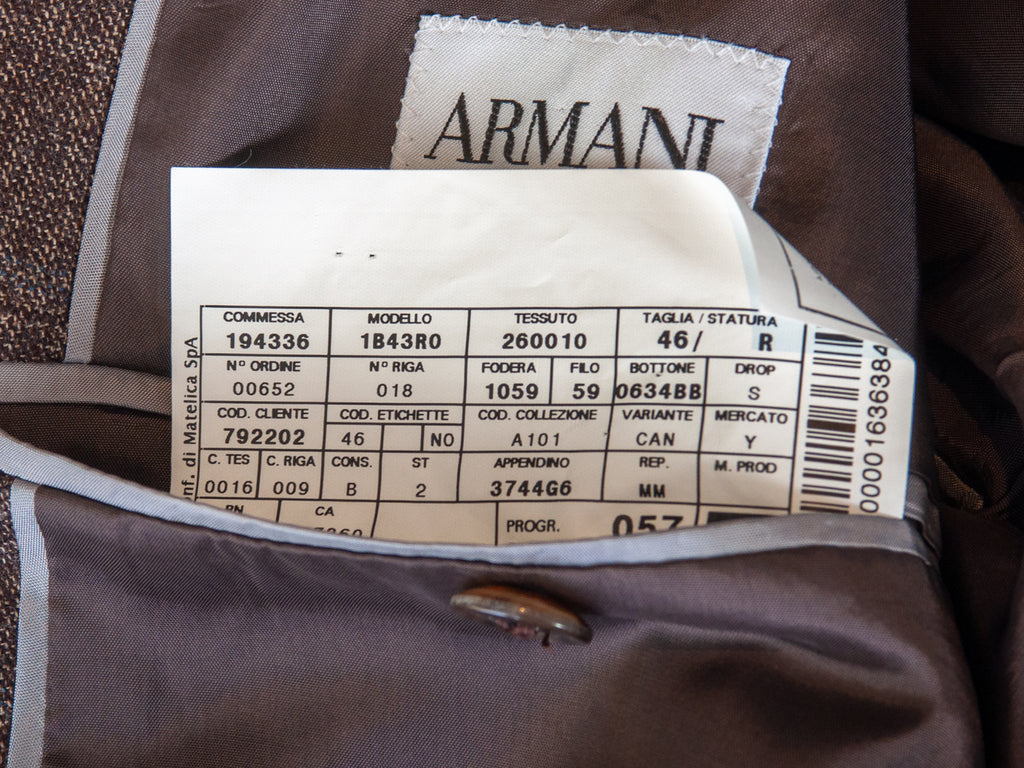 ARMANI
COMMESSA MODELLO TESSUTO TAGLIA / STATURA
194336 1B43R0 260010 46/ R
Nº ORDINE Nº RIGA FODERA FILO BOTTONE DROP
00652 018 1059 59 0634BB S
COD. CLIENTE COD. ETICHETTE COD. COLLEZIONE VARIANTE MERCATO
792202 46 NO A101 CAN Y
C. TES C. RIGA CONS. ST APPENDINO REP. M. PROD
0016 009 B 2 3744G6 MM
CA PROGR. 057
di Matelica SpA
00001636384